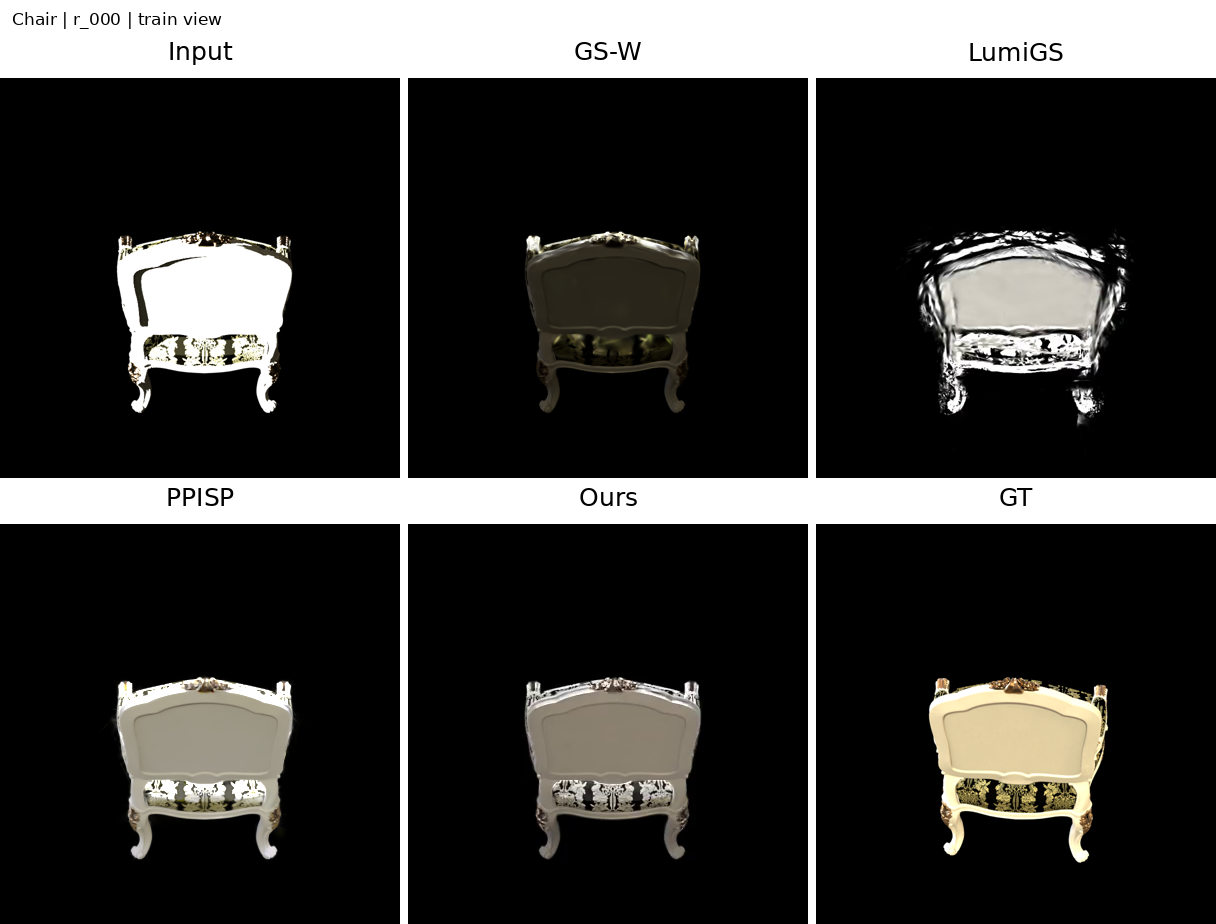 Chair | r_000 | train view
Input
GS-W
LumiGS
PPISP
Ours
GT